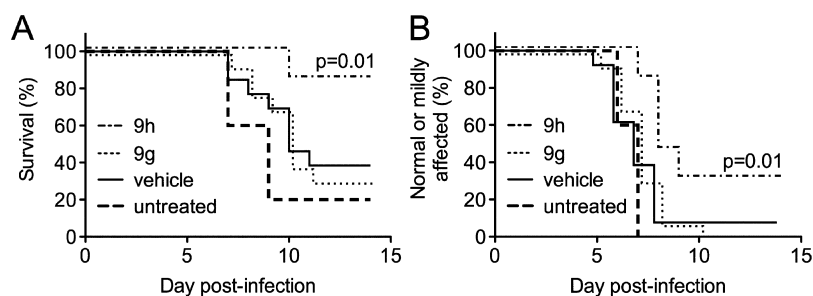 A
Survival (%)
100
80
60
40
20
0
0
5
10
15
Day post-infection
9h
9g
vehicle
untreated
p=0.01
B
Normal or mildly
affected (%)
100
80
60
40
20
0
0
5
10
15
Day post-infection
9h
9g
vehicle
untreated
p=0.01